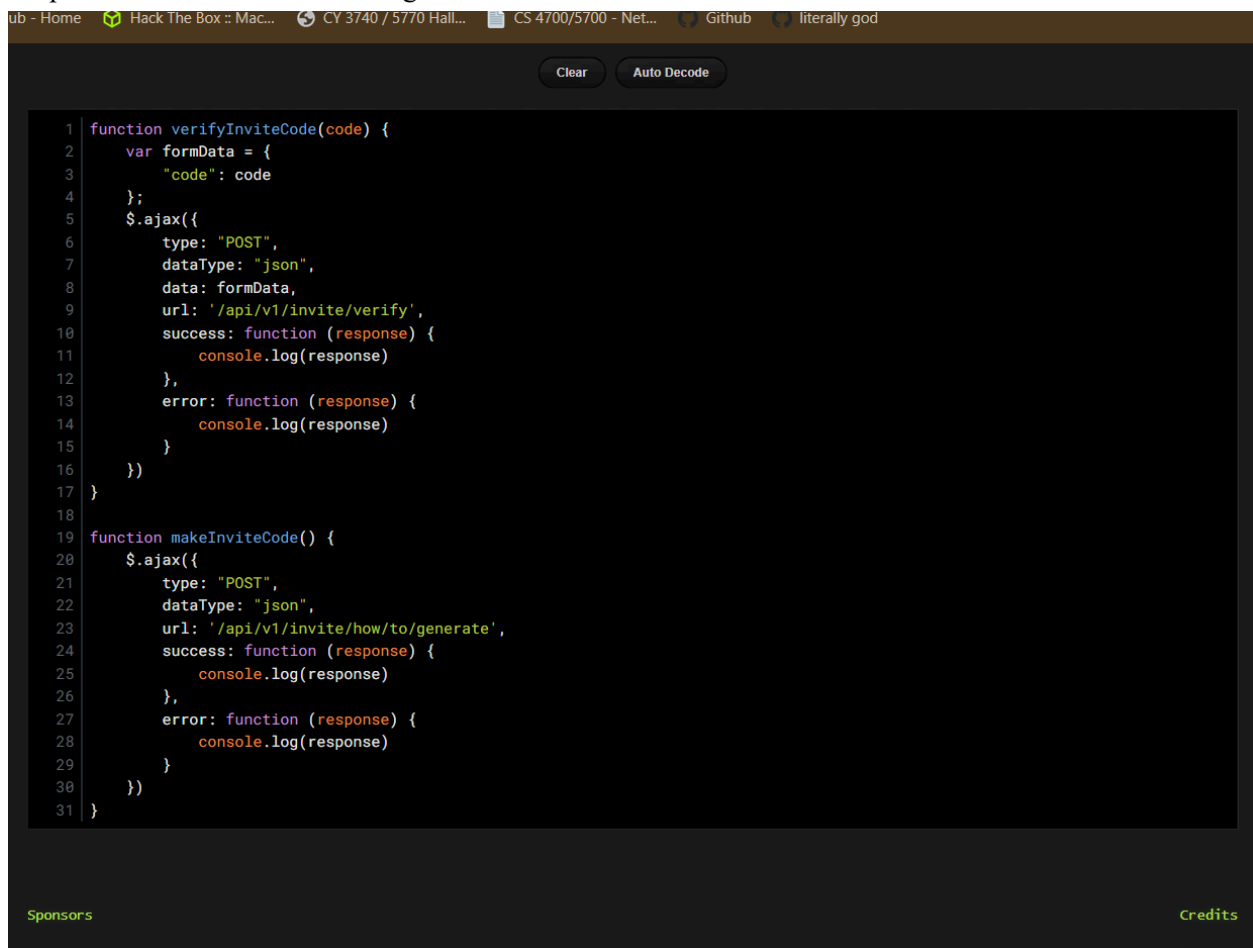 ub - Home Hack The Box :: Mac... CY 3740 / 5770 Hall... CS 4700/5700 - Net... Github literally god
Clear Auto Decode
1 function verifyInviteCode(code) {
2 var formData = {
3 "code": code
4 };
5 $.ajax({
6 type: "POST",
7 dataType: "json",
8 data: formData,
9 url: '/api/v1/invite/verify',
10 success: function (response) {
11 console.log(response)
12 },
13 error: function (response) {
14 console.log(response)
15 }
16 })
17 }
18
19 function makeInviteCode() {
20 $.ajax({
21 type: "POST",
22 dataType: "json",
23 url: '/api/v1/invite/how/to/generate',
24 success: function (response) {
25 console.log(response)
26 },
27 error: function (response) {
28 console.log(response)
29 }
30 })
31 }
Sponsors Credits